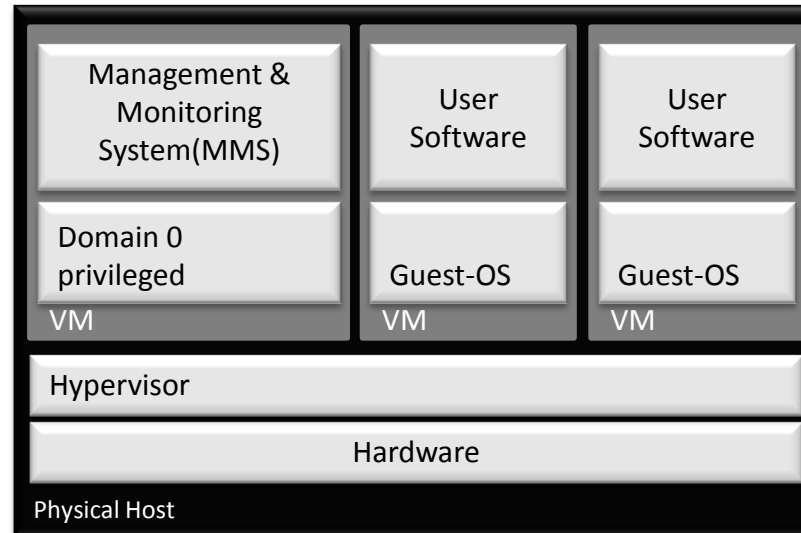 Management &
Monitoring
System(MMS)
Domain 0
privileged
VM
User
Software
Guest-OS
VM
User
Software
Guest-OS
VM
Hypervisor
Hardware
Physical Host